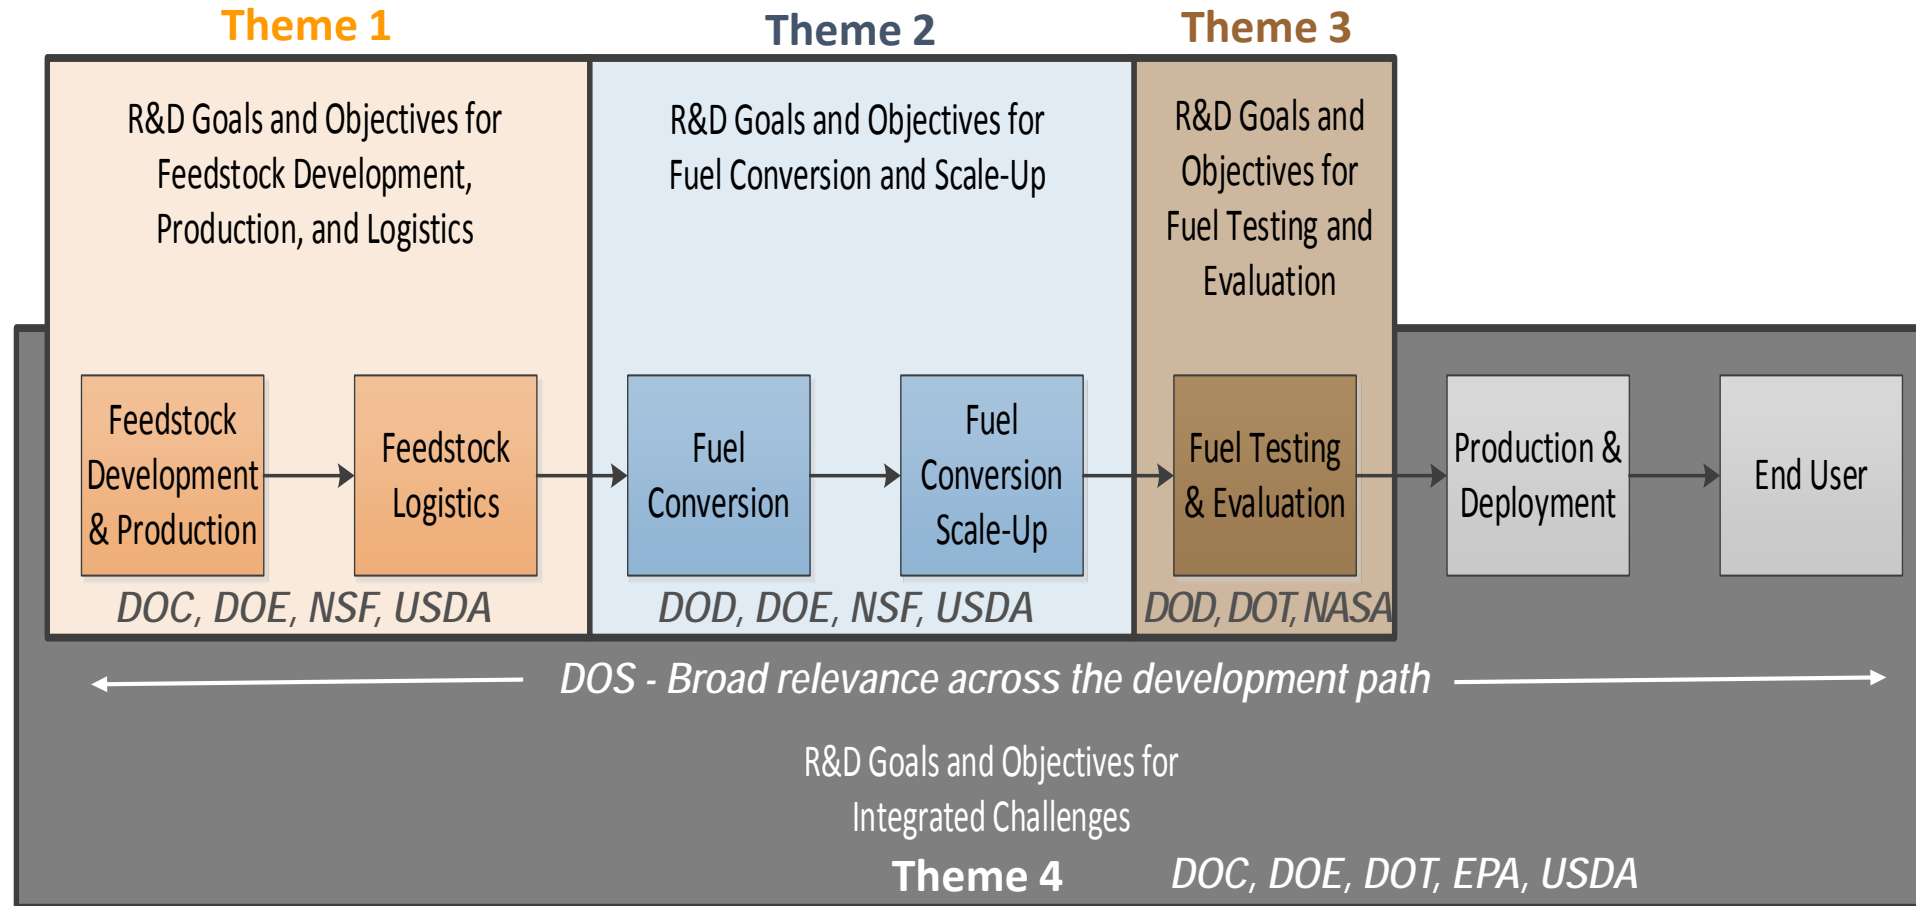 Theme 1
Theme 2
Theme 3
R&D Goals and Objectives for
Feedstock Development,
Production, and Logistics
R&D Goals and Objectives for
Fuel Conversion and Scale-Up
R&D Goals and
Objectives for
Fuel Testing and
Evaluation
Feedstock
Development
& Production
Feedstock
Logistics
Fuel
Conversion
Fuel
Conversion
Scale-Up
Fuel Testing
& Evaluation
Production &
Deployment
End User
DOC, DOE, NSF, USDA
DOD, DOE, NSF, USDA
DOD, DOT, NASA
DOS - Broad relevance across the development path
R&D Goals and Objectives for
Integrated Challenges
Theme 4
DOC, DOE, DOT, EPA, USDA